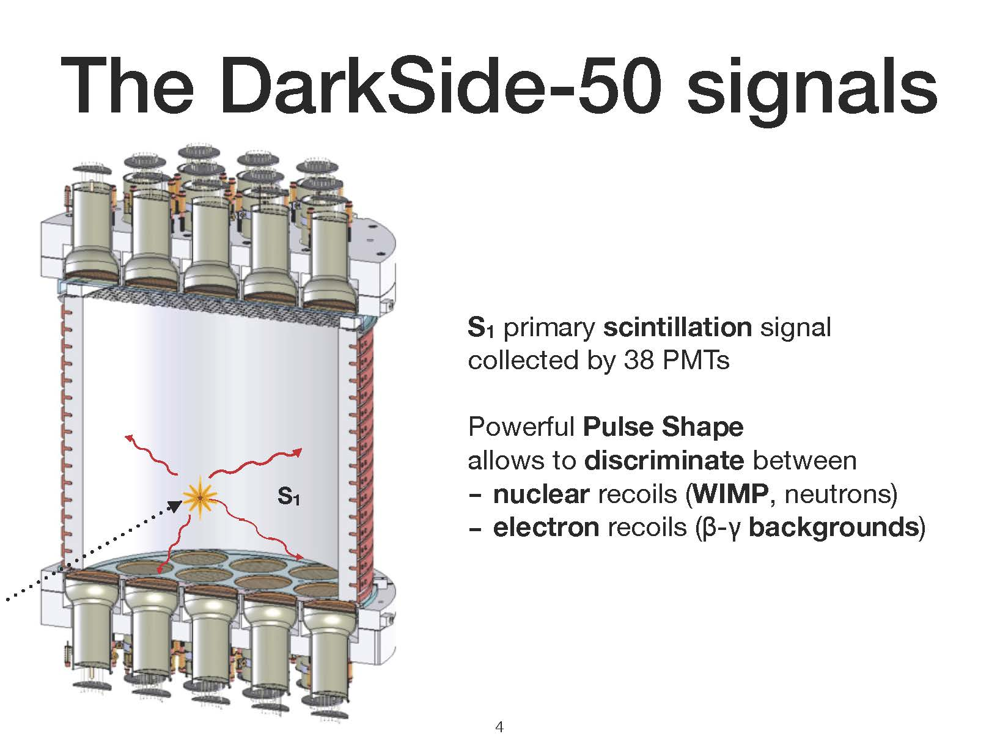 The DarkSide-50 signals
S₁ primary scintillation signal
collected by 38 PMTs
Powerful Pulse Shape
allows to discriminate between
– nuclear recoils (WIMP, neutrons)
– electron recoils (β-γ backgrounds)
S₁
4